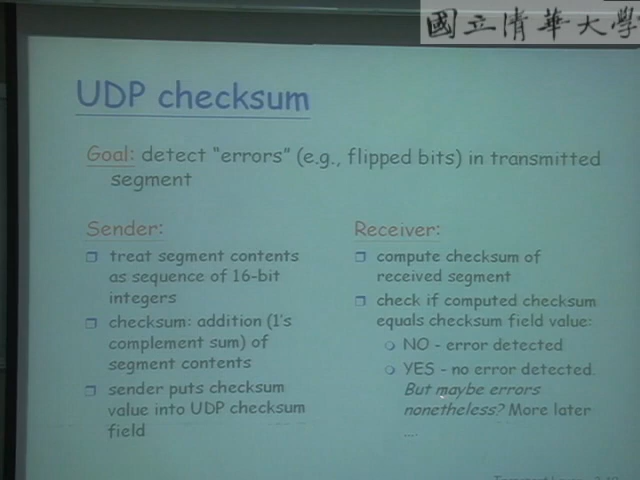 國立清華大學
UDP checksum
Goal: detect "errors" (e.g., flipped bits) in transmitted
segment
Sender:
❒ treat segment contents
as sequence of 16-bit
integers
❒ checksum: addition (1's
complement sum) of
segment contents
❒ sender puts checksum
value into UDP checksum
field
Receiver:
❒ compute checksum of
received segment
❒ check if computed checksum
equals checksum field value:
○ NO - error detected
○ YES - no error detected.
But maybe errors
nonetheless? More later
....